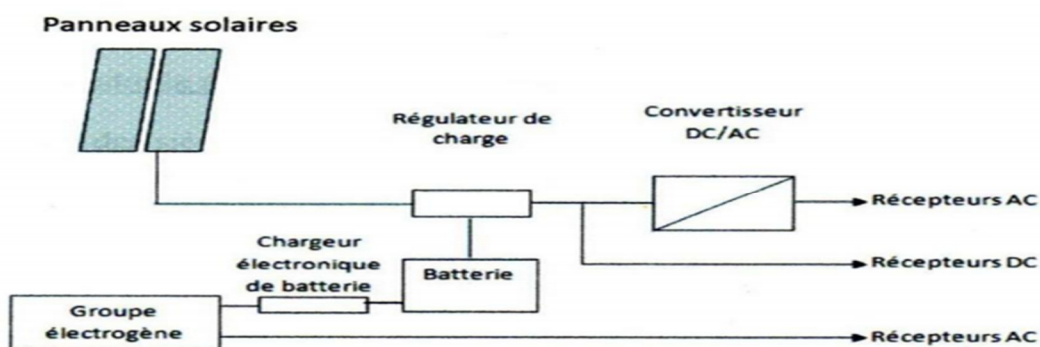 Panneaux solaires
Régulateur de
charge
Convertisseur
DC/AC
Récepteurs AC
Chargeur
électronique
de batterie
Batterie
Récepteurs DC
Groupe
électrogène
Récepteurs AC